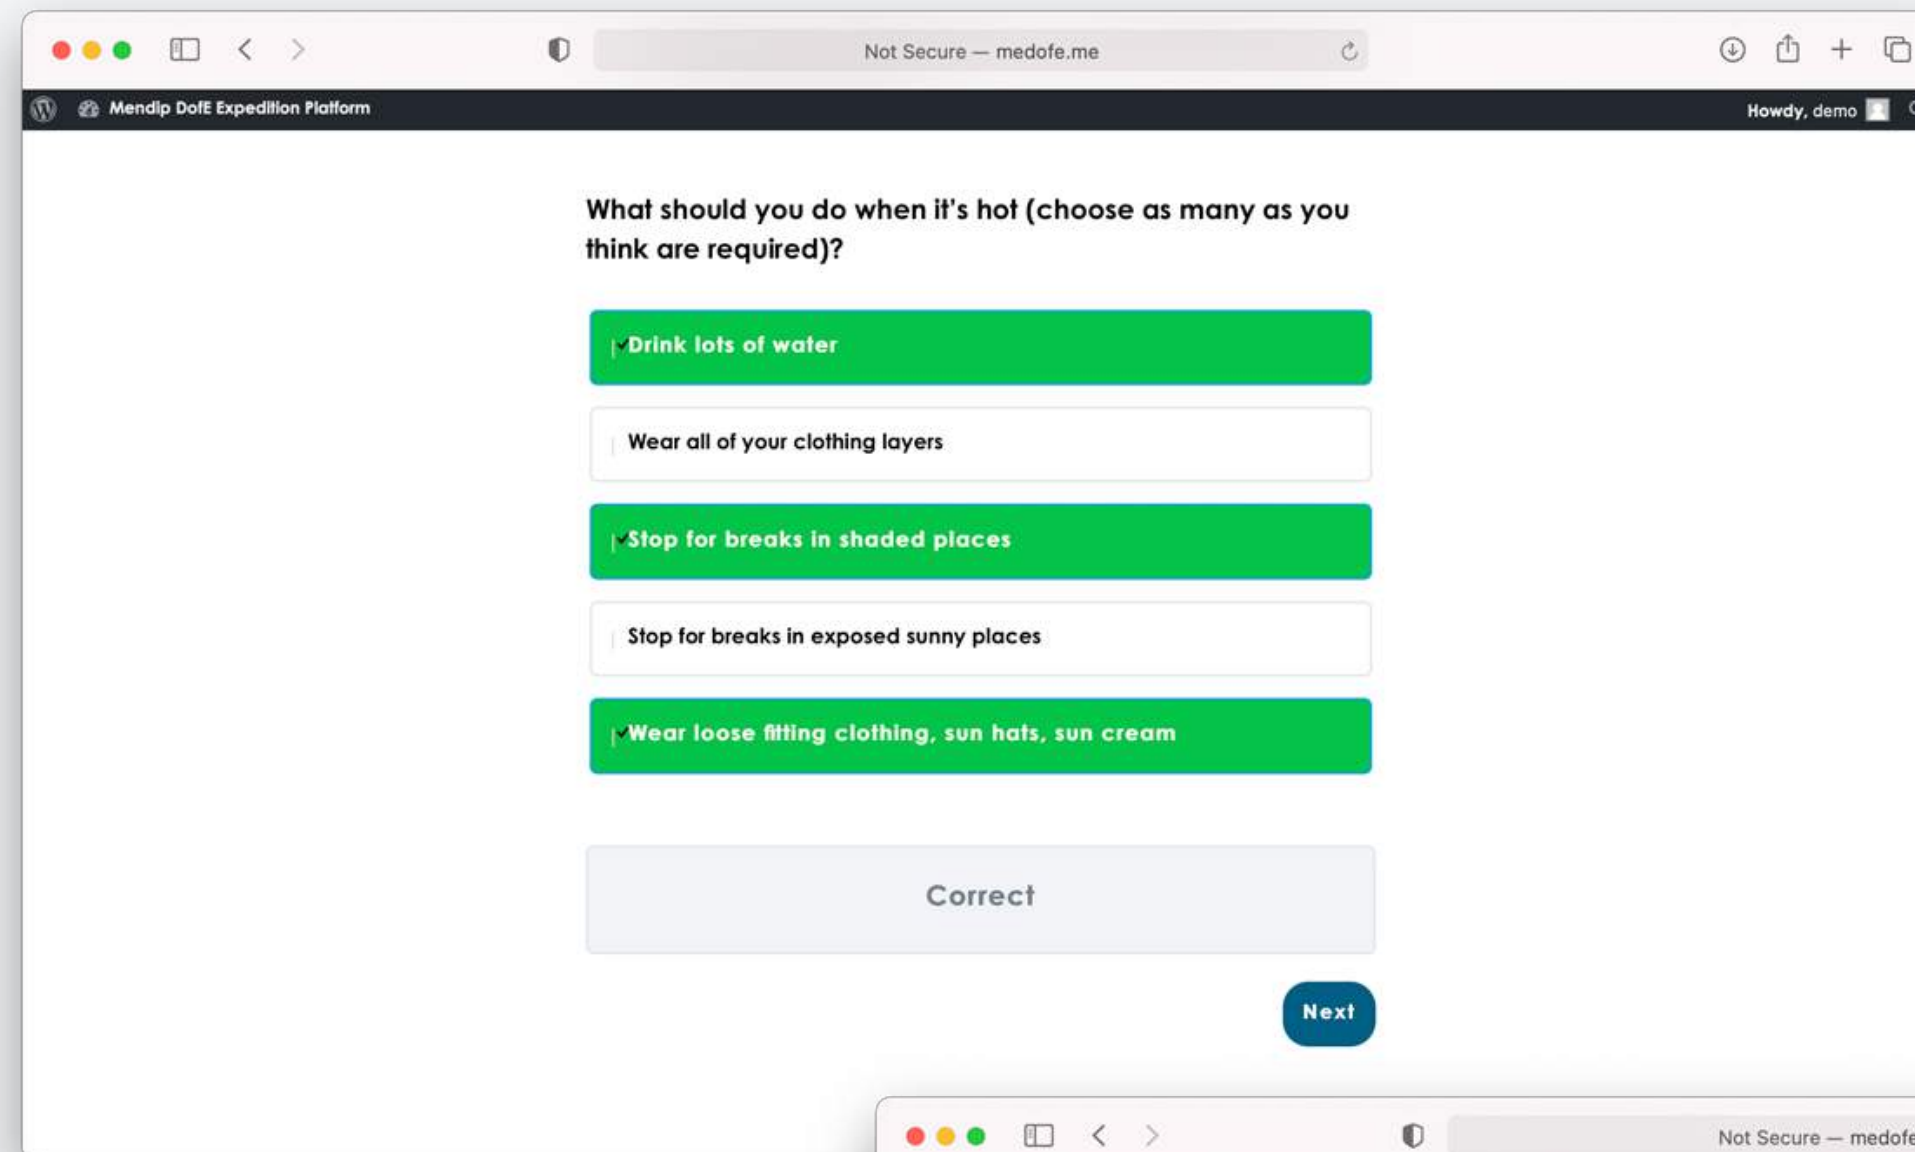 Not Secure — medofe.me
Mendip DofE Expedition Platform
Howdy, demo
What should you do when it's hot (choose as many as you
think are required)?
Drink lots of water
Wear all of your clothing layers
Stop for breaks in shaded places
Stop for breaks in exposed sunny places
Wear loose fitting clothing, sun hats, sun cream
Correct
Next
Not Secure — medofe